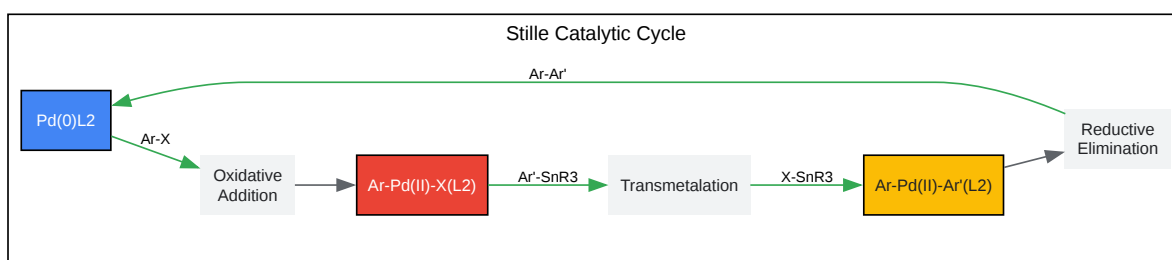 Stille Catalytic Cycle
Ar-Ar'
Pd(0)L2
Ar-X
Oxidative
Addition
Ar-Pd(II)-X(L2)
Ar'-SnR3
Transmetalation
X-SnR3
Ar-Pd(II)-Ar'(L2)
Reductive
Elimination